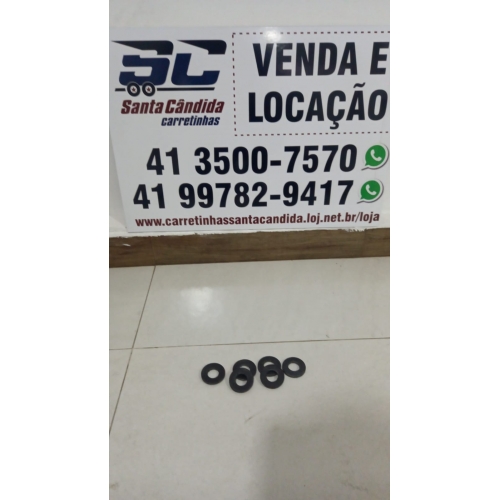 SC
Santa Cândida
carretinhas
VENDA E
LOCAÇÃO
41 3500-7570
41 99782-9417
www.carretinhassantacandida.loj.net.br/loja